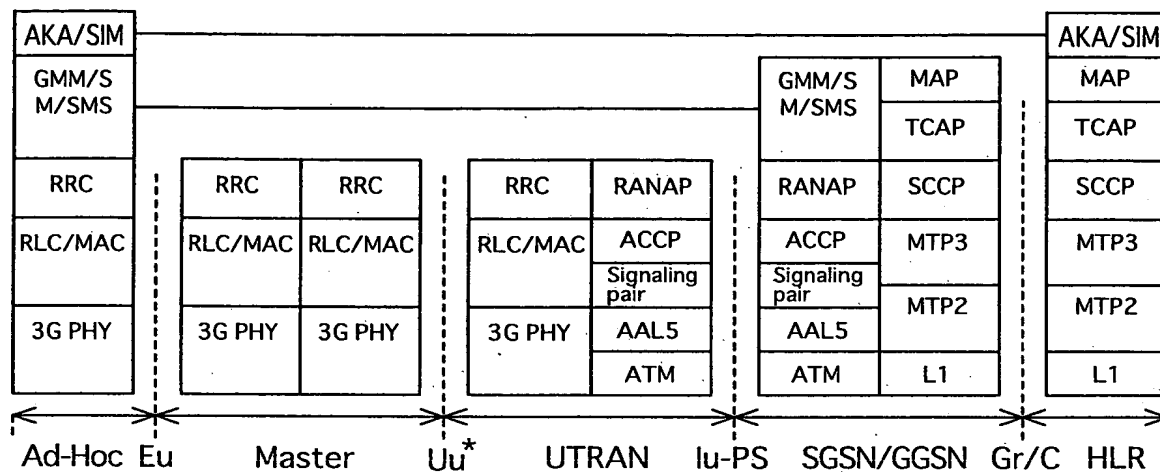 AKA/SIM
AKA/SIM
GMM/S
M/SMS
GMM/S
M/SMS
MAP
MAP
TCAP
TCAP
RRC
RRC
RRC
RRC
RANAP
RANAP
SCCP
SCCP
RLC/MAC
RLC/MAC
RLC/MAC
RLC/MAC
ACCP
ACCP
MTP3
MTP3
Signaling
pair
Signaling
pair
MTP2
MTP2
3G PHY
3G PHY
3G PHY
3G PHY
AAL5
AAL5
ATM
ATM
L1
L1
Ad-Hoc Eu Master Uu* UTRAN Iu-PS SGSN/GGSN Gr/C HLR